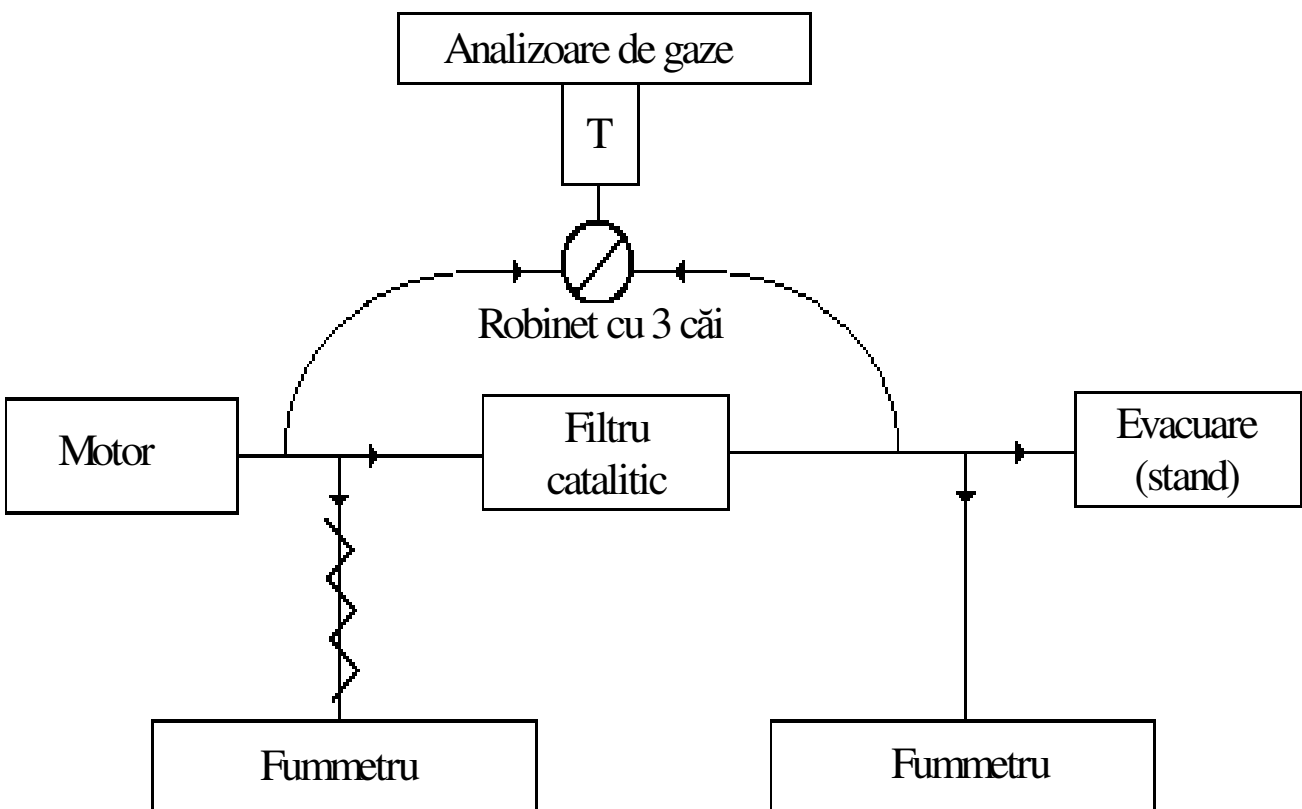 Analizoare de gaze
T
Robinet cu 3 căi
Motor
Filtru
catalitic
Evacuare
(stand)
Fummetru
Fummetru